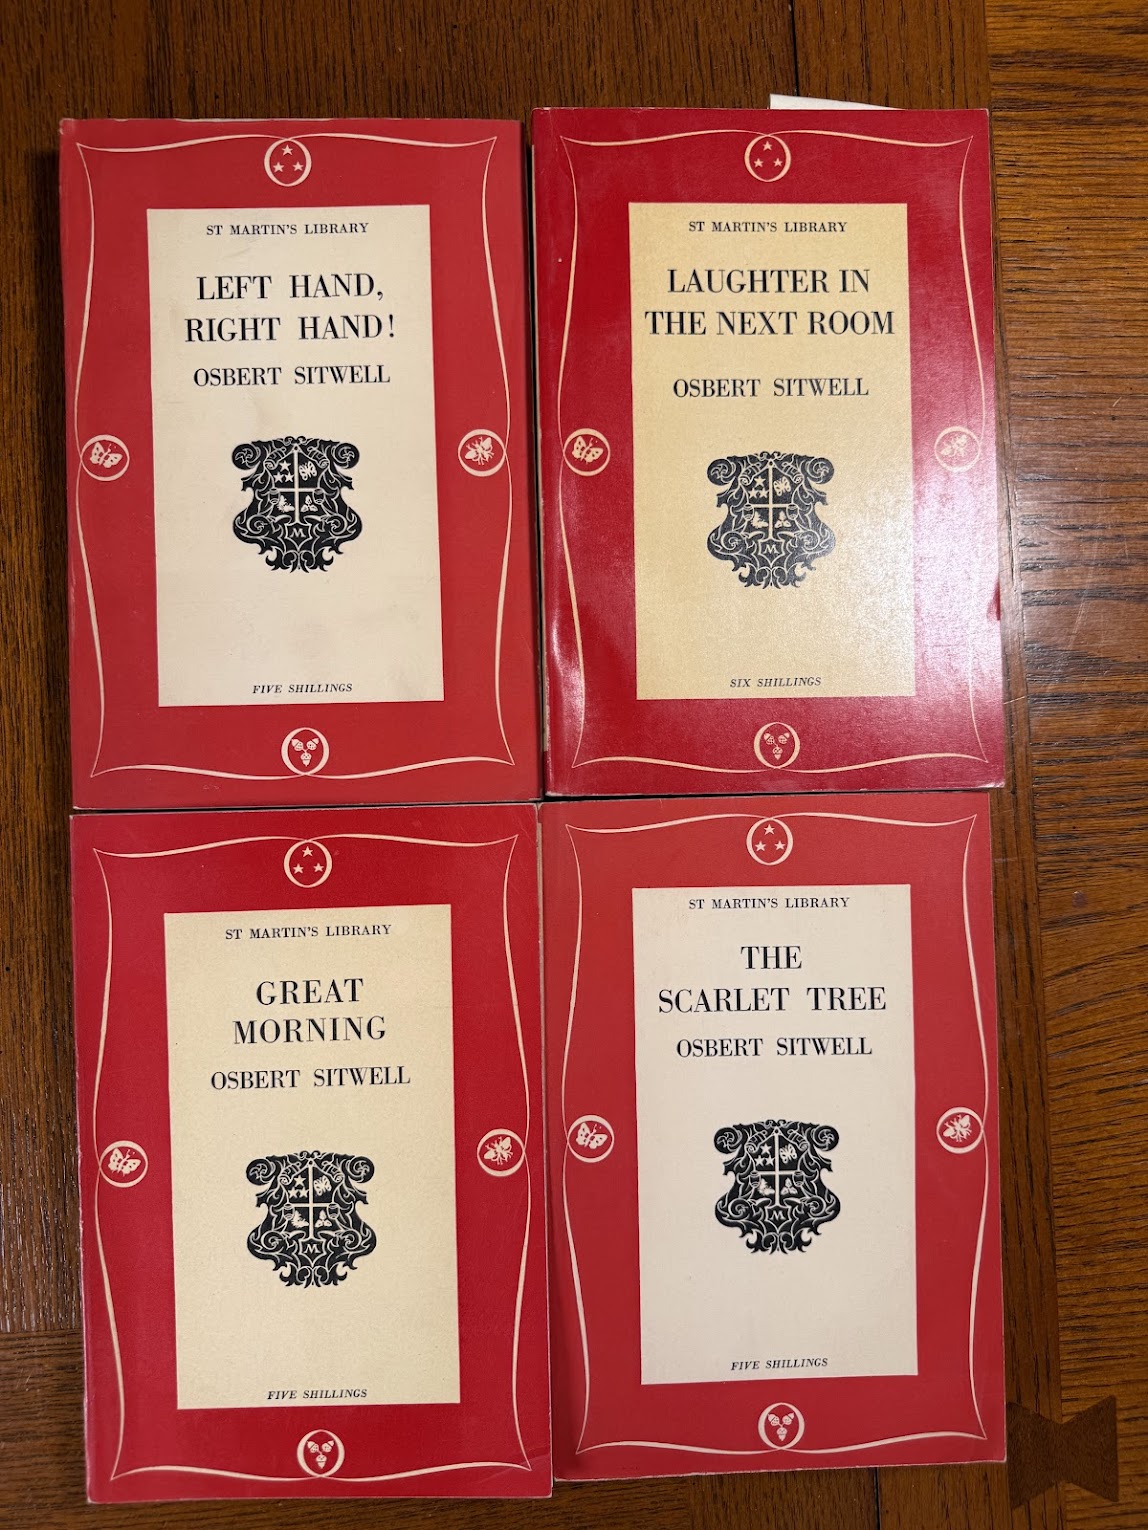 ST MARTIN'S LIBRARY
LEFT HAND,
RIGHT HAND!
OSBERT SITWELL
M
FIVE SHILLINGS
ST MARTIN'S LIBRARY
LAUGHTER IN
THE NEXT ROOM
OSBERT SITWELL
M
SIX SHILLINGS
ST MARTIN'S LIBRARY
GREAT
MORNING
OSBERT SITWELL
M
FIVE SHILLINGS
ST MARTIN'S LIBRARY
THE
SCARLET TREE
OSBERT SITWELL
M
FIVE SHILLINGS